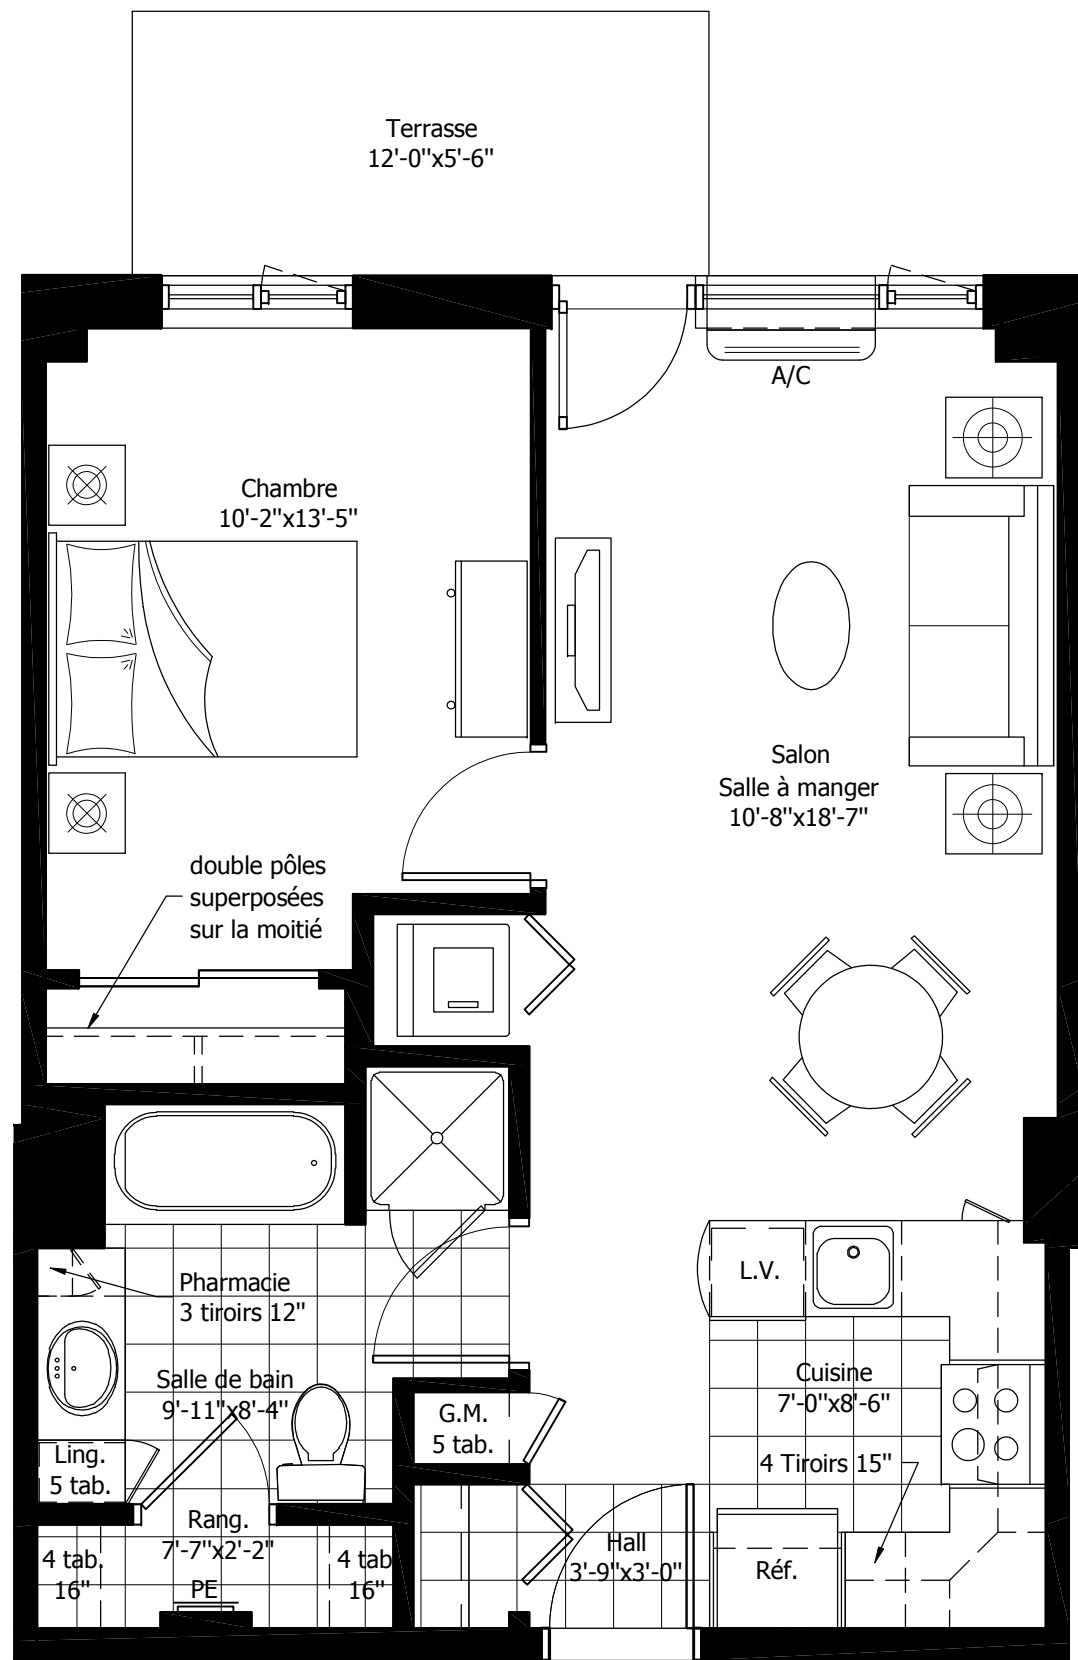 Terrasse
12'-0"x5'-6"
A/C
Chambre
10'-2"x13'-5"
Salon
Salle à manger
10'-8"x18'-7"
double pôles
superposées
sur la moitié
Pharmacie
3 tiroirs 12"
L.V.
Salle de bain
9'-11"x8'-4"
Cuisine
7'-0"x8'-6"
G.M.
5 tab.
4 Tiroirs 15"
Ling.
5 tab.
Rang.
7'-7"x2'-2"
4 tab.
16"
PE
4 tab
16"
Hall
3'-9"x3'-0"
Réf.